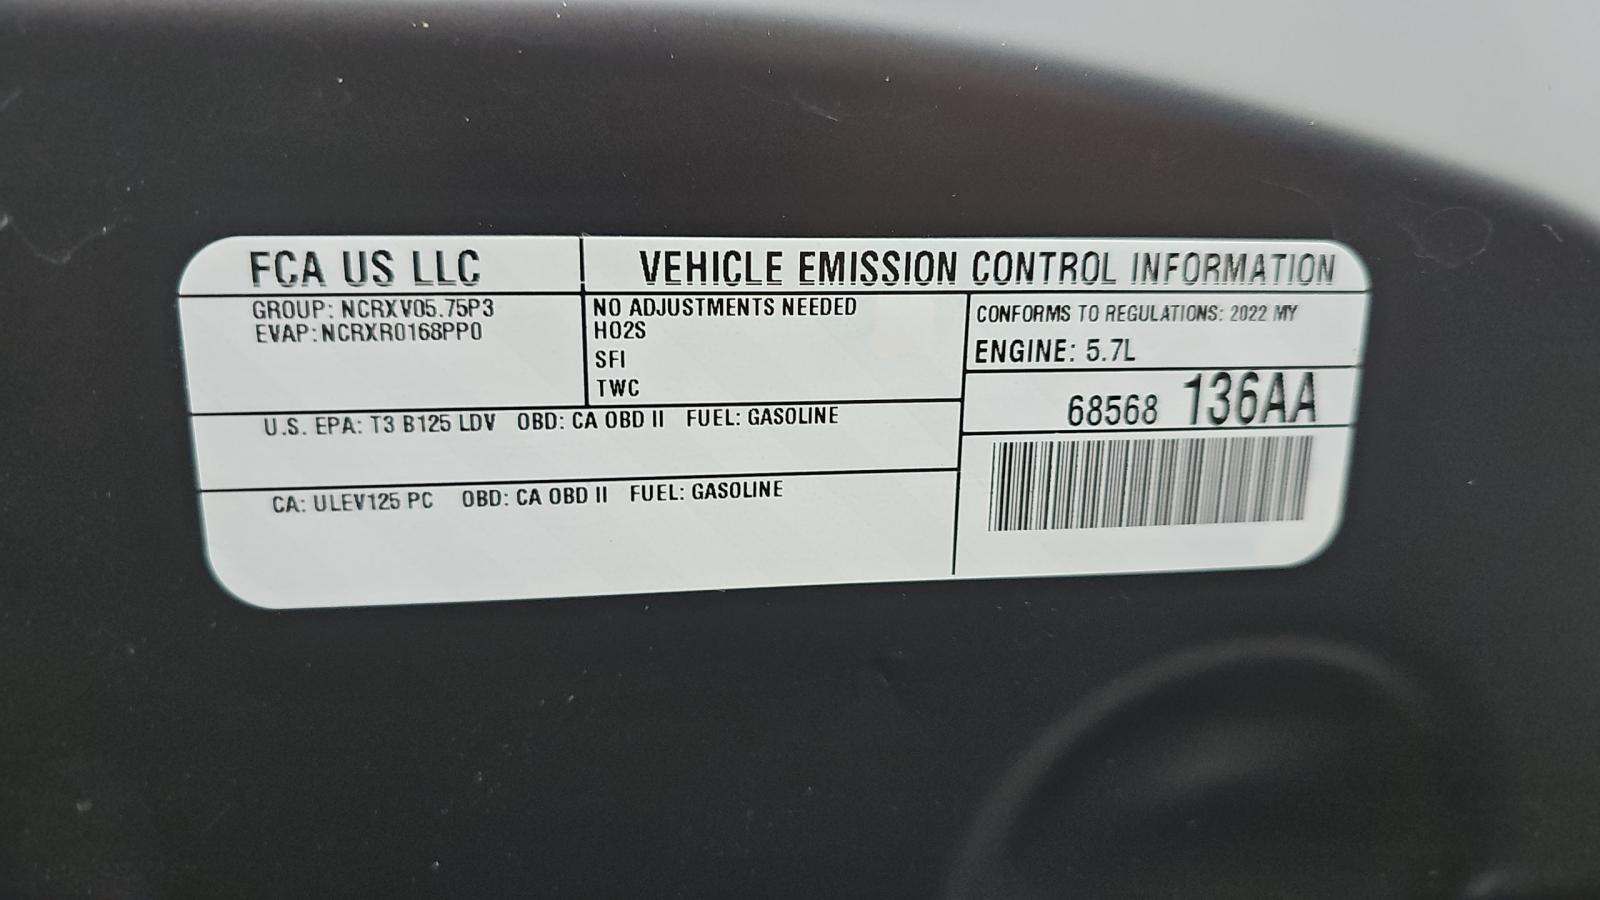 FCA US LLC
VEHICLE EMISSION CONTROL INFORMATION
GROUP: NCRXV05.75P3
EVAP: NCRXR0168PP0
NO ADJUSTMENTS NEEDED
HO2S
SFI
TWC
CONFORMS TO REGULATIONS: 2022 MY
ENGINE: 5.7L
68568 136AA
U.S. EPA: T3 B125 LDV OBD: CA OBD II FUEL: GASOLINE
CA: ULEV125 PC OBD: CA OBD II FUEL: GASOLINE